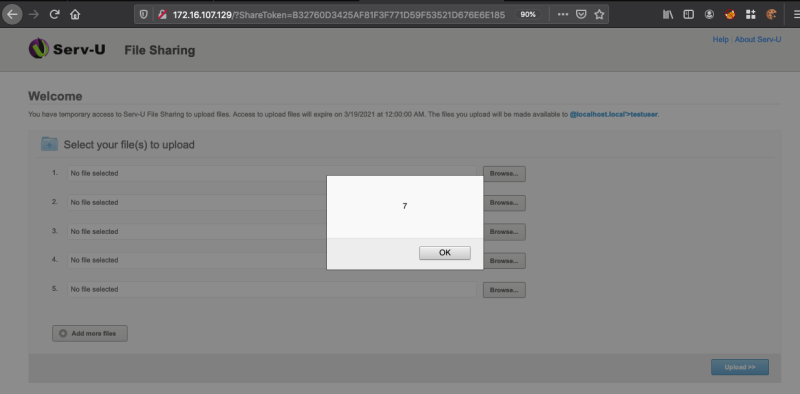 172.16.107.129/?ShareToken=B32760D3425AF81F3F771D59F53521D676E6E185
90%
Serv-U File Sharing
Help | About Serv-U
Welcome
You have temporary access to Serv-U File Sharing to upload files. Access to upload files will expire on 3/19/2021 at 12:00:00 AM. The files you upload will be made available to @localhost.local">testuser.
Select your file(s) to upload
1. No file selected Browse...
2. No file selected Browse...
3. No file selected Browse...
4. No file selected Browse...
5. No file selected Browse...
7
OK
Add more files
Upload >>